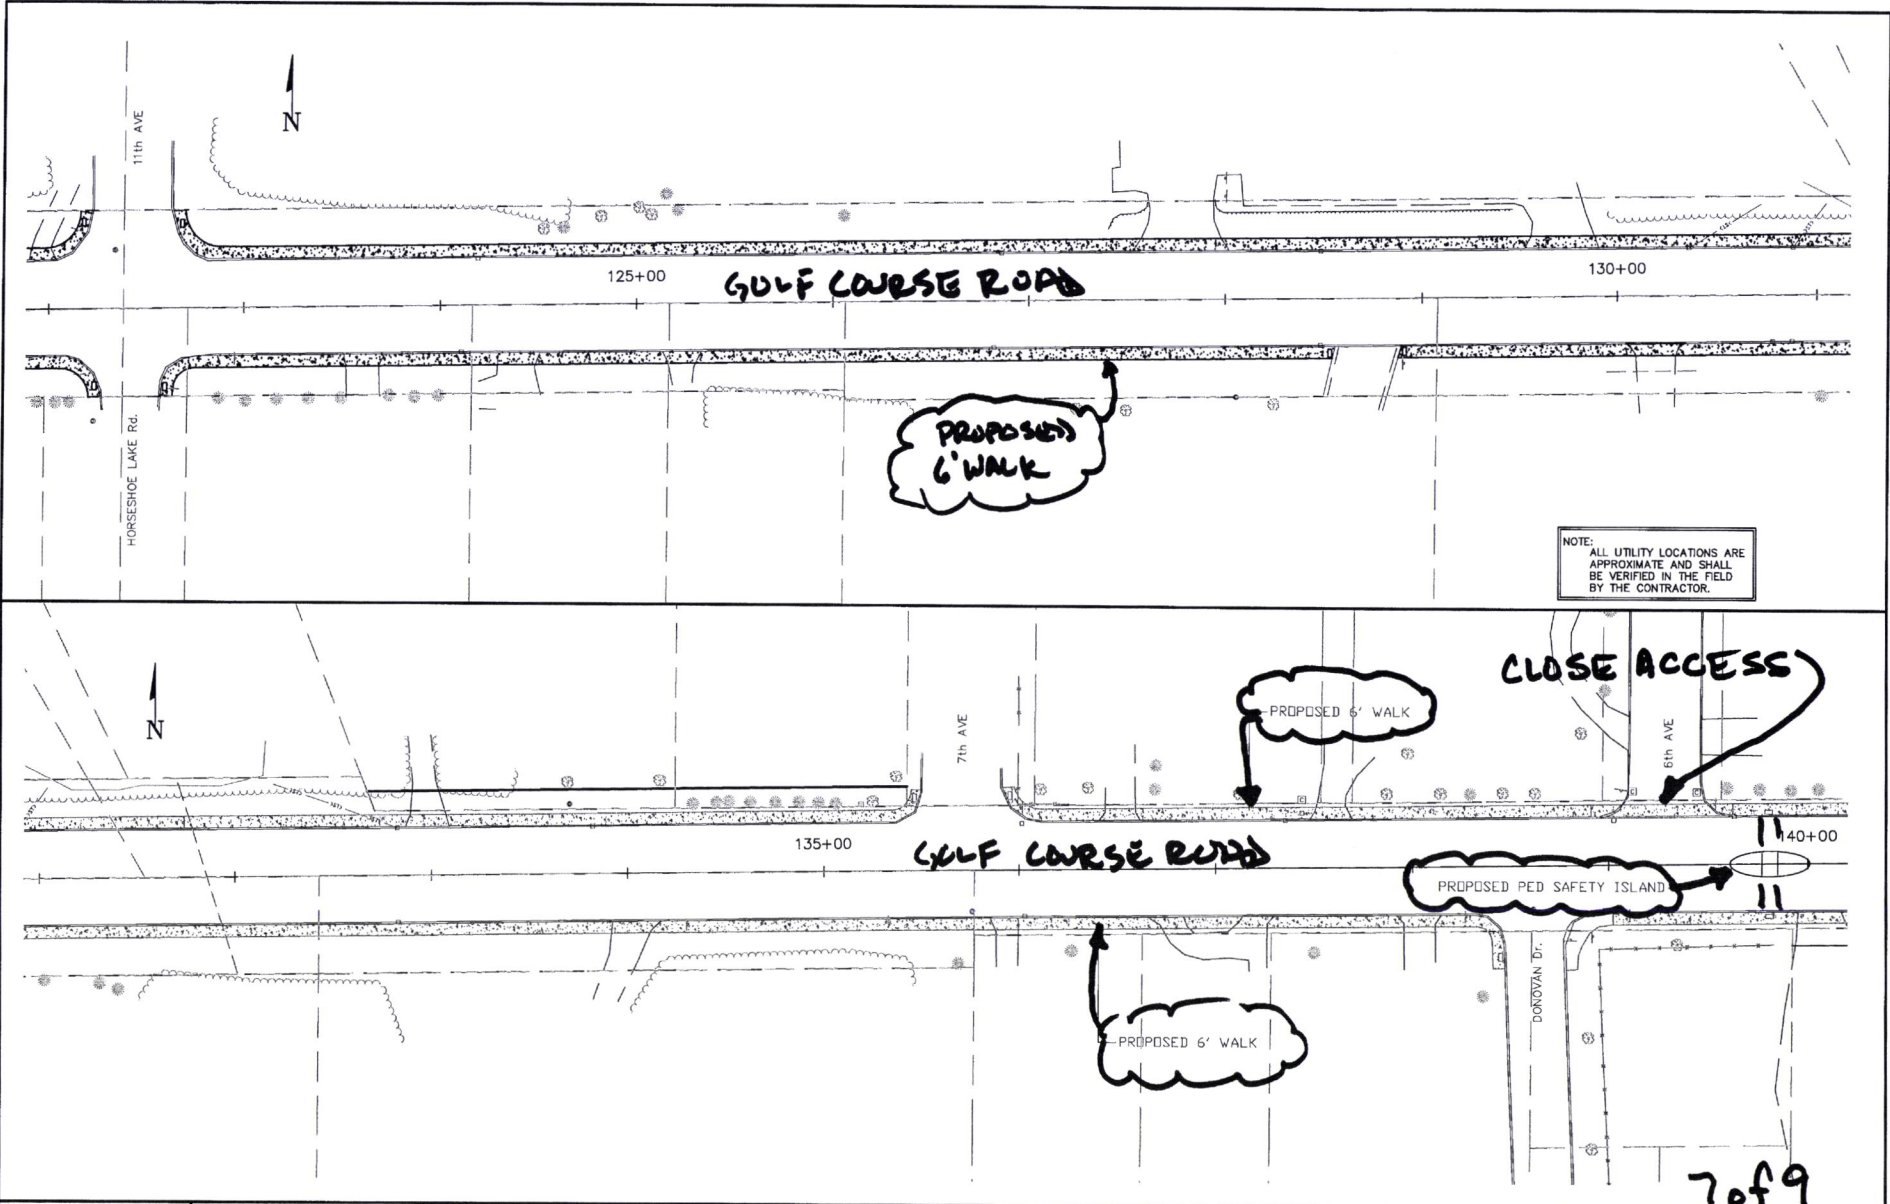 11th AVE
N
125+00
GOLF COURSE ROAD
130+00
PROPOSED
6' WALK
HORSESHOE LAKE Rd.
NOTE:
ALL UTILITY LOCATIONS ARE
APPROXIMATE AND SHALL
BE VERIFIED IN THE FIELD
BY THE CONTRACTOR.
CLOSE ACCESS
N
7th AVE
PROPOSED 6' WALK
6th AVE
135+00
GOLF COURSE ROAD
140+00
PROPOSED PED SAFETY ISLAND
DONOVAN Dr.
PROPOSED 6' WALK
7 of 9